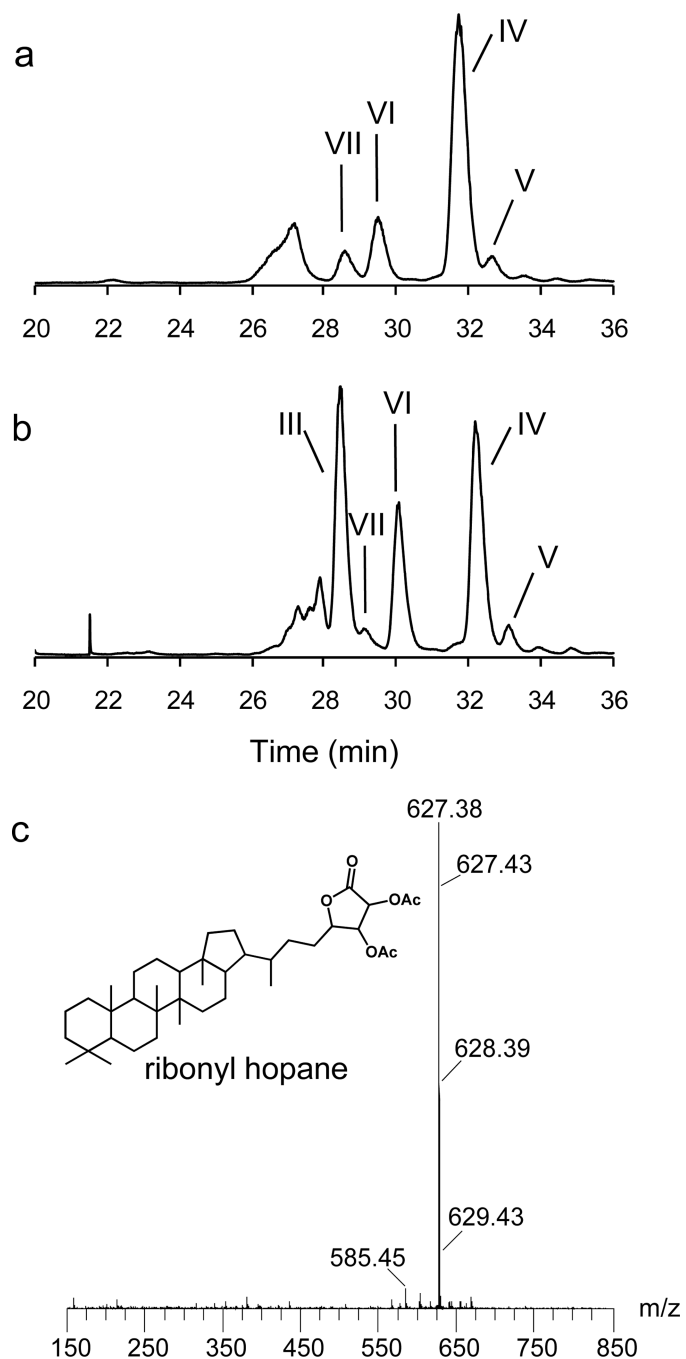 a
IV
VI
VII
V
20 22 24 26 28 30 32 34 36
b
III
VI
IV
VII
V
20 22 24 26 28 30 32 34 36
Time (min)
c
627.38
627.43
O
O
OAc
OAc
628.39
ribonyl hopane
629.43
585.45
m/z
150 250 350 450 550 650 750 850